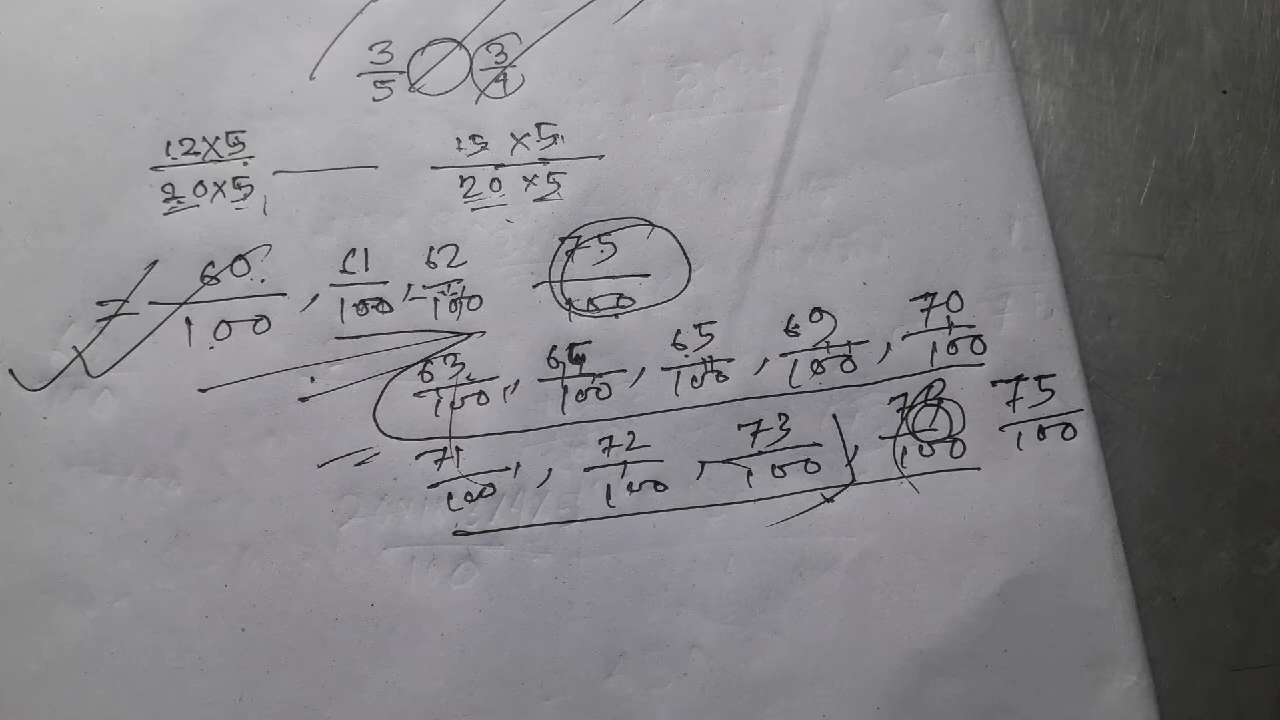 3/5 3/4
12×5/20×5 — 15×5/20×5
= 60/100, 61/100, 62/100 75/100
63/100, 64/100, 65/100, 69/100, 70/100
= 71/100, 72/100, 73/100, 75/100